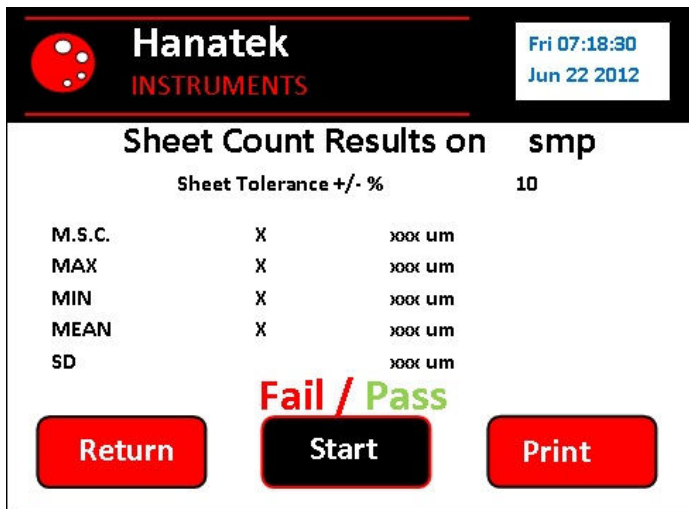 Hanatek
INSTRUMENTS
Fri 07:18:30
Jun 22 2012
Sheet Count Results on smp
Sheet Tolerance +/- % 10
M.S.C. X xxx um
MAX X xxx um
MIN X xxx um
MEAN X xxx um
SD xxx um
Fail / Pass
Return Start Print